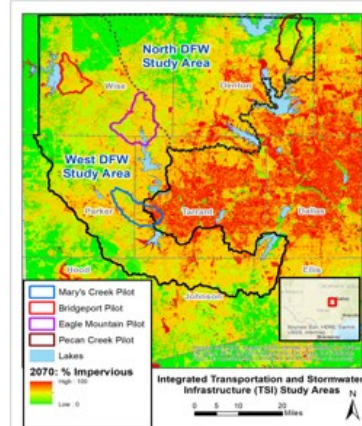 North DFW
Study Area
Wise
Denton
West DFW
Study Area
Parker
Tarrant
Dallas
Hood
Johnson
Ellis
Mary's Creek Pilot
Bridgeport Pilot
Eagle Mountain Pilot
Pecan Creek Pilot
Lakes
2070: % Impervious
High : 100
Low : 0
Integrated Transportation and Stormwater
Infrastructure (TSI) Study Areas
0 5 10 20
Miles
N